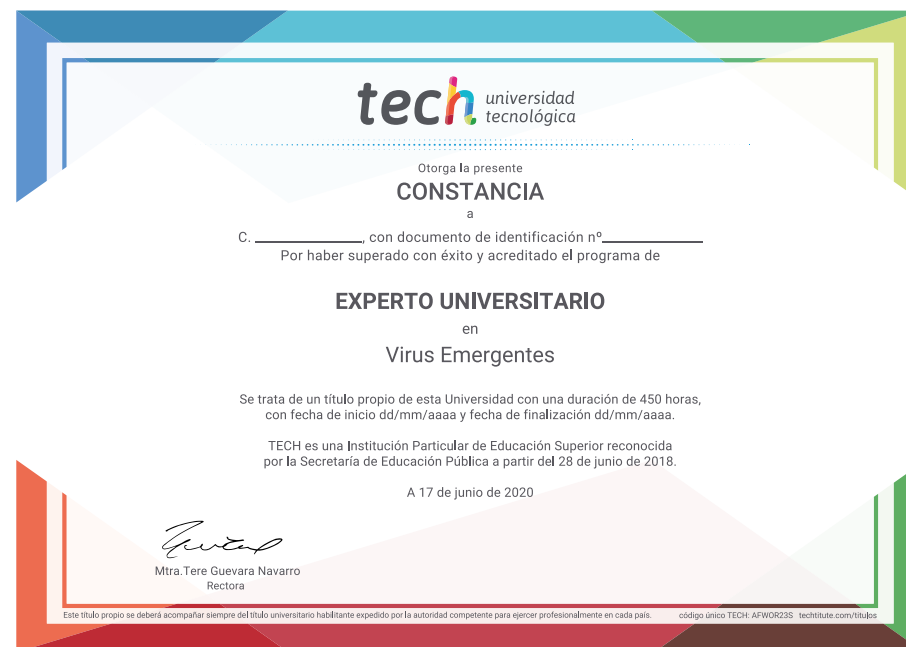 tech universidad
tecnológica
Otorga la presente
CONSTANCIA
a
C. ____________, con documento de identificación nº____________
Por haber superado con éxito y acreditado el programa de
EXPERTO UNIVERSITARIO
en
Virus Emergentes
Se trata de un título propio de esta Universidad con una duración de 450 horas,
con fecha de inicio dd/mm/aaaa y fecha de finalización dd/mm/aaaa.
TECH es una Institución Particular de Educación Superior reconocida
por la Secretaría de Educación Pública a partir del 28 de junio de 2018.
A 17 de junio de 2020
Mtra.Tere Guevara Navarro
Rectora
Este título propio se deberá acompañar siempre del título universitario habilitante expedido por la autoridad competente para ejercer profesionalmente en cada país. código único TECH: AFWOR23S techtitute.com/titulos